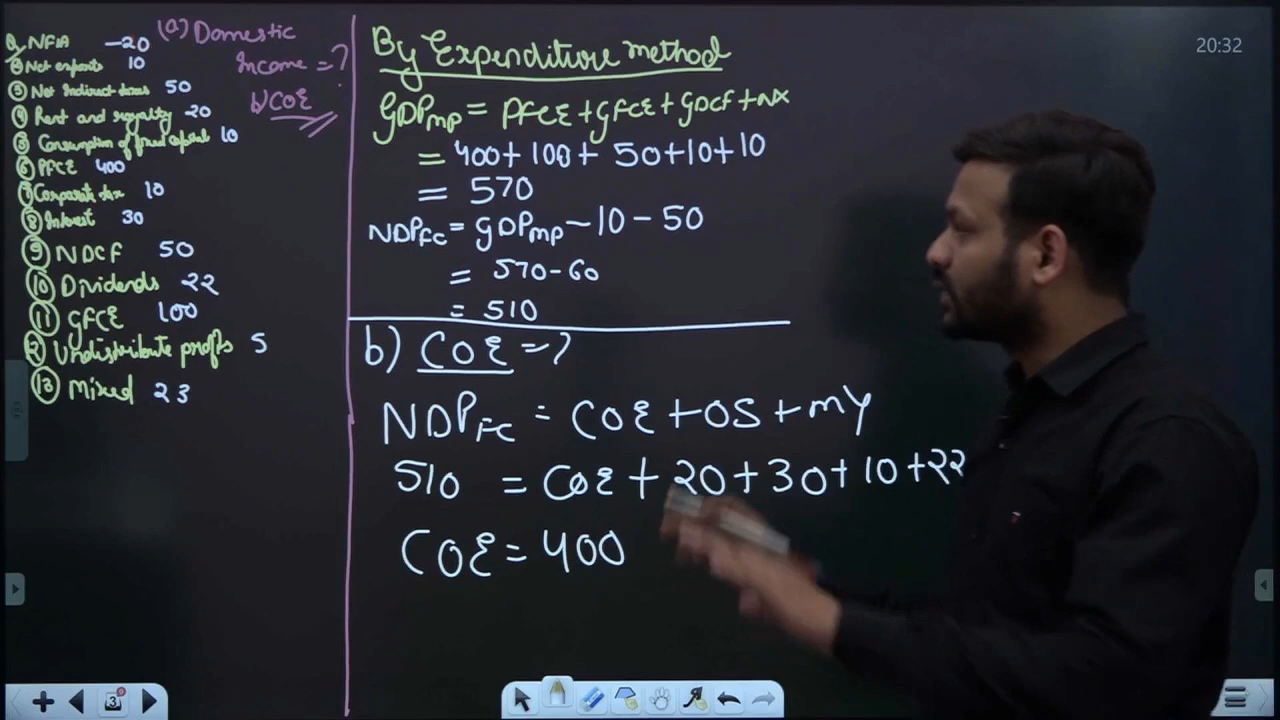 1) NFIA -20
2) Net exports 10
3) Net Indirect taxes 50
4) Rent and royalty 20
5) Consumption of fixed capital 10
6) PFCE 400
7) Corporate tax 10
8) Interest 30
9) NDCF 50
10) Dividends 22
11) GFCE 100
12) Undistribute profits 5
13) Mixed 23
(a) Domestic
Income = ?
b) COE
By Expenditure method
GDPMP = PFCE + GFCE + GDCF + NX
= 400 + 100 + 50 + 10 + 10
= 570
NDPFC = GDPMP - 10 - 50
= 570 - 60
= 510
b) COE = ?
NDPFC = COE + OS + MY
510 = COE + 20 + 30 + 10 + 22
COE = 400
20:32
3